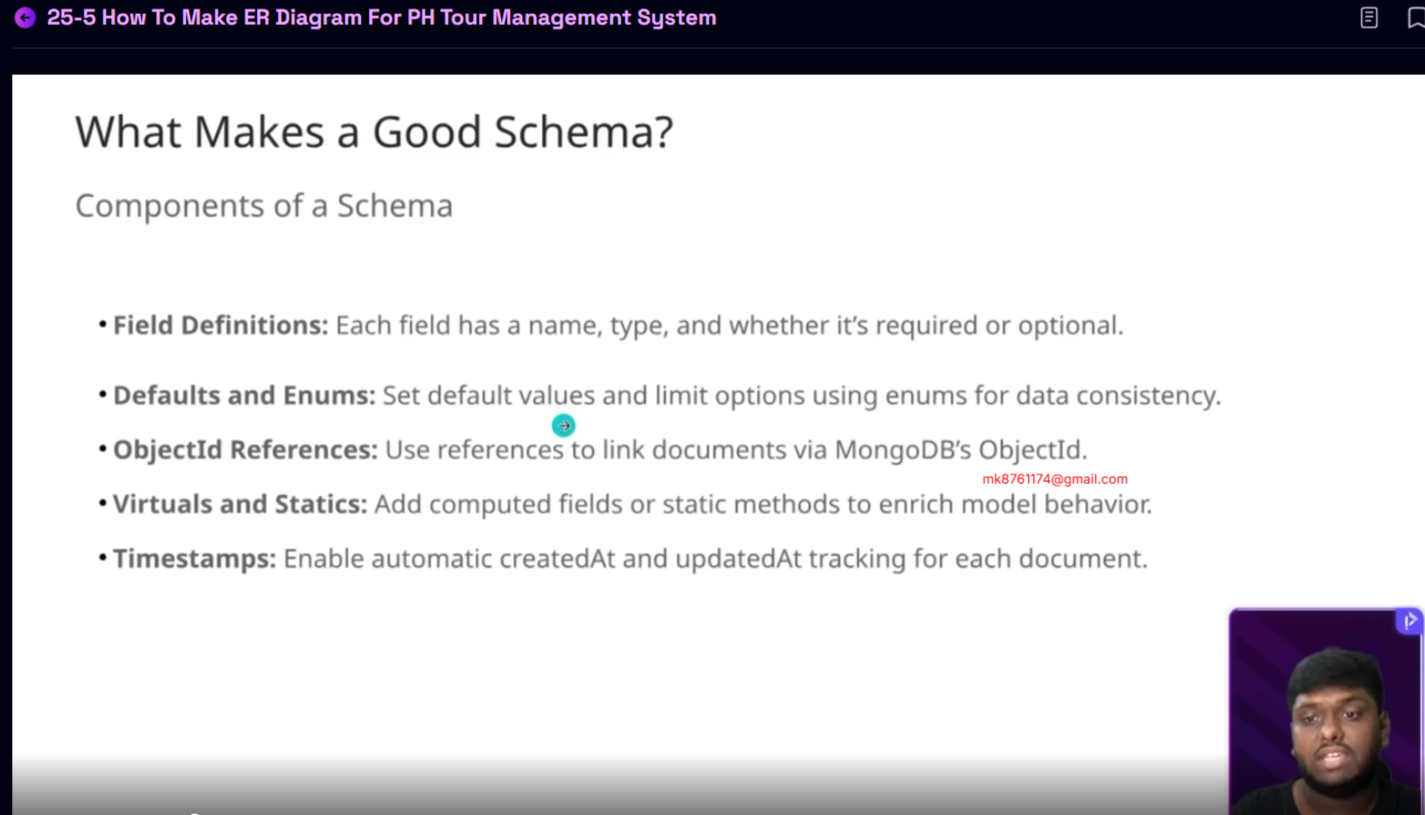 25-5 How To Make ER Diagram For PH Tour Management System
What Makes a Good Schema?
Components of a Schema
• Field Definitions: Each field has a name, type, and whether it’s required or optional.
• Defaults and Enums: Set default values and limit options using enums for data consistency.
• ObjectId References: Use references to link documents via MongoDB’s ObjectId.
mk8761174@gmail.com
• Virtuals and Statics: Add computed fields or static methods to enrich model behavior.
• Timestamps: Enable automatic createdAt and updatedAt tracking for each document.